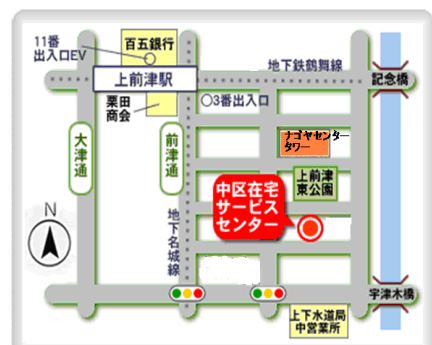 11番
出入口EV
百五銀行
地下鉄鶴舞線
上前津駅
記念橋
栗田
商会
○3番出入口
大津通
前津通
ナゴヤセンター
タワー
上前津
東公園
中区在宅
サービス
センター
N
地下名城線
宇津木橋
上下水道局
中営業所